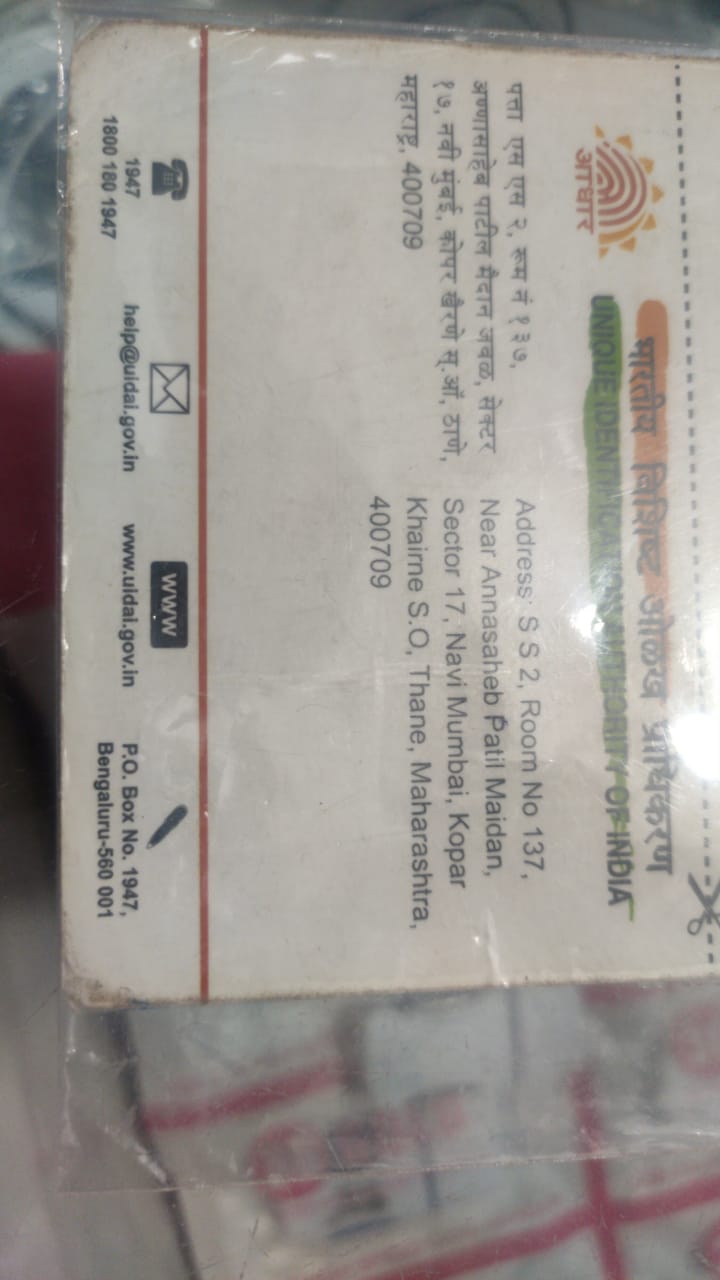 भारतीय विशिष्ट ओळख प्राधिकरण
UNIQUE IDENTIFICATION AUTHORITY OF INDIA
आधार
पत्ता एस एस २, रूम नं १३७,
अण्णासाहेब पाटील मैदान जवळ, सेक्टर
१७, नवी मुंबई, कोपर खैरणे स.ऑ, ठाणे,
महाराष्ट्र, 400709
Address: S S 2, Room No 137,
Near Annasaheb Patil Maidan,
Sector 17, Navi Mumbai, Kopar
Khairne S.O, Thane, Maharashtra,
400709
1947
1800 180 1947
help@uidai.gov.in
www
www.uidai.gov.in
P.O. Box No. 1947,
Bengaluru-560 001